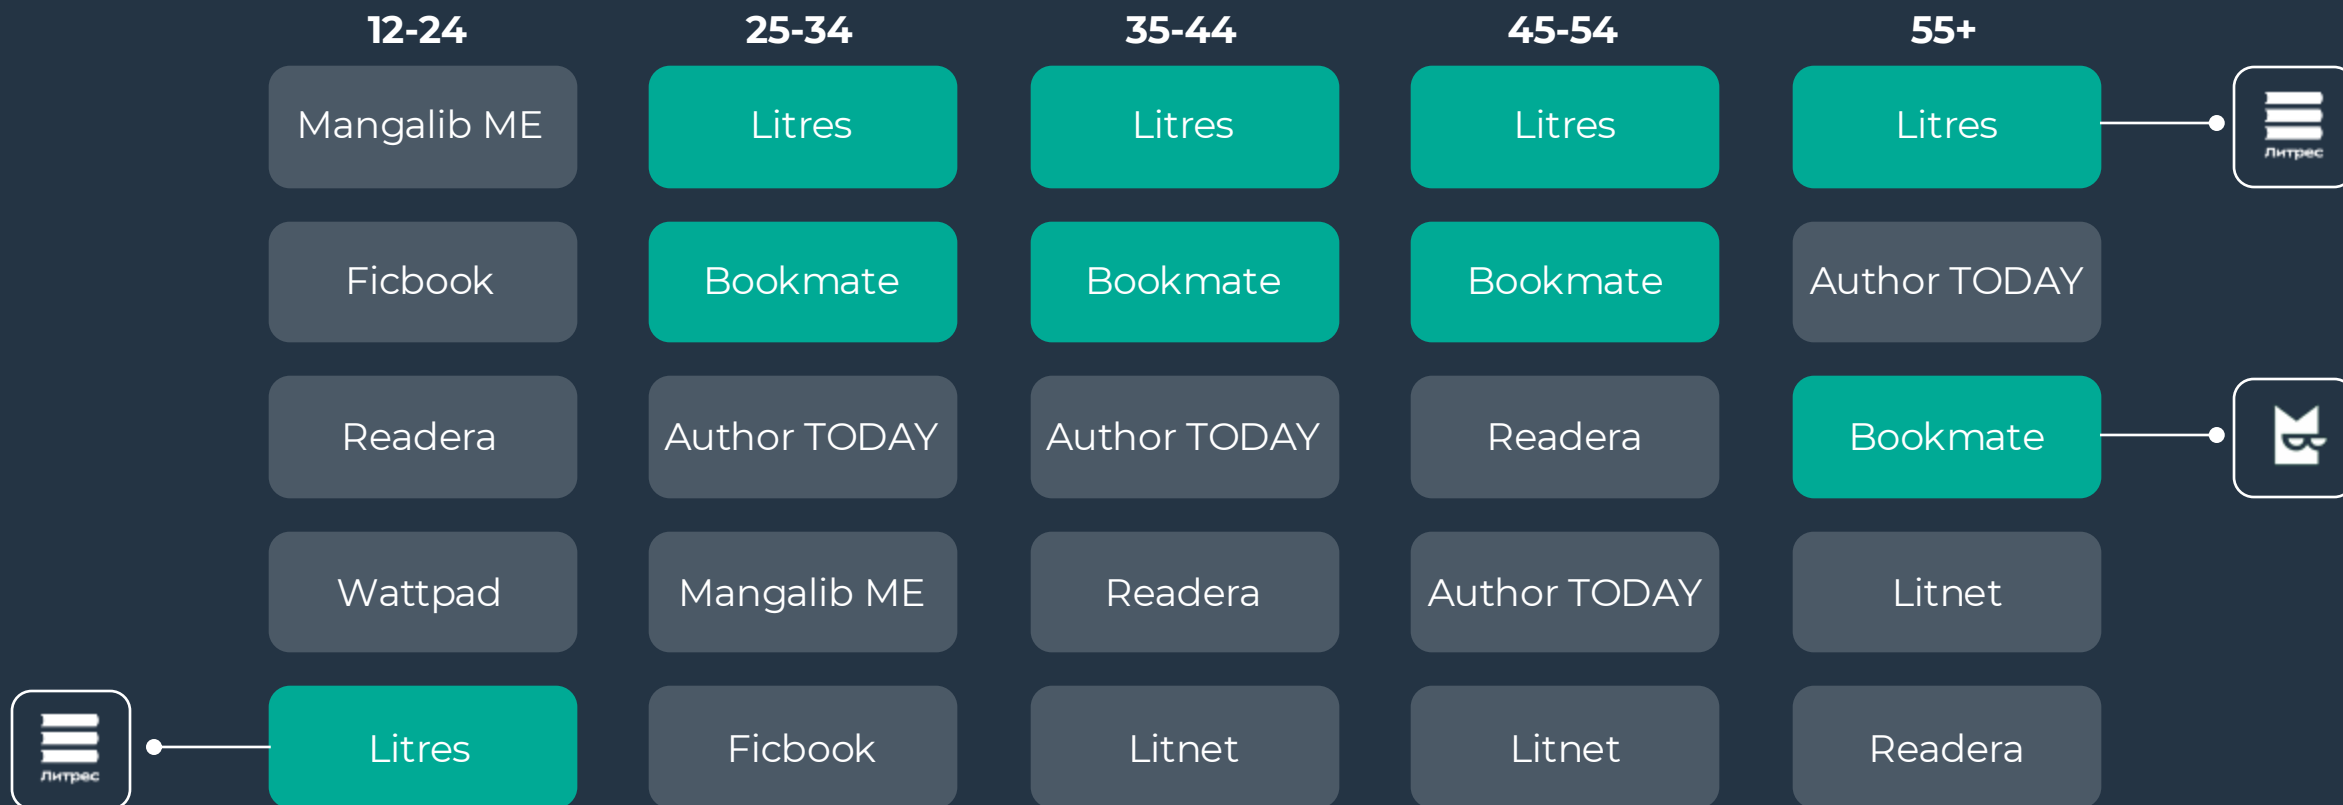 12-24 25-34 35-44 45-54 55+
Mangalib ME Litres Litres Litres Litres
Литрес
Ficbook Bookmate Bookmate Bookmate Author TODAY
Readera Author TODAY Author TODAY Readera Bookmate
Wattpad Mangalib ME Readera Author TODAY Litnet
Litres Ficbook Litnet Litnet Readera
Литрес